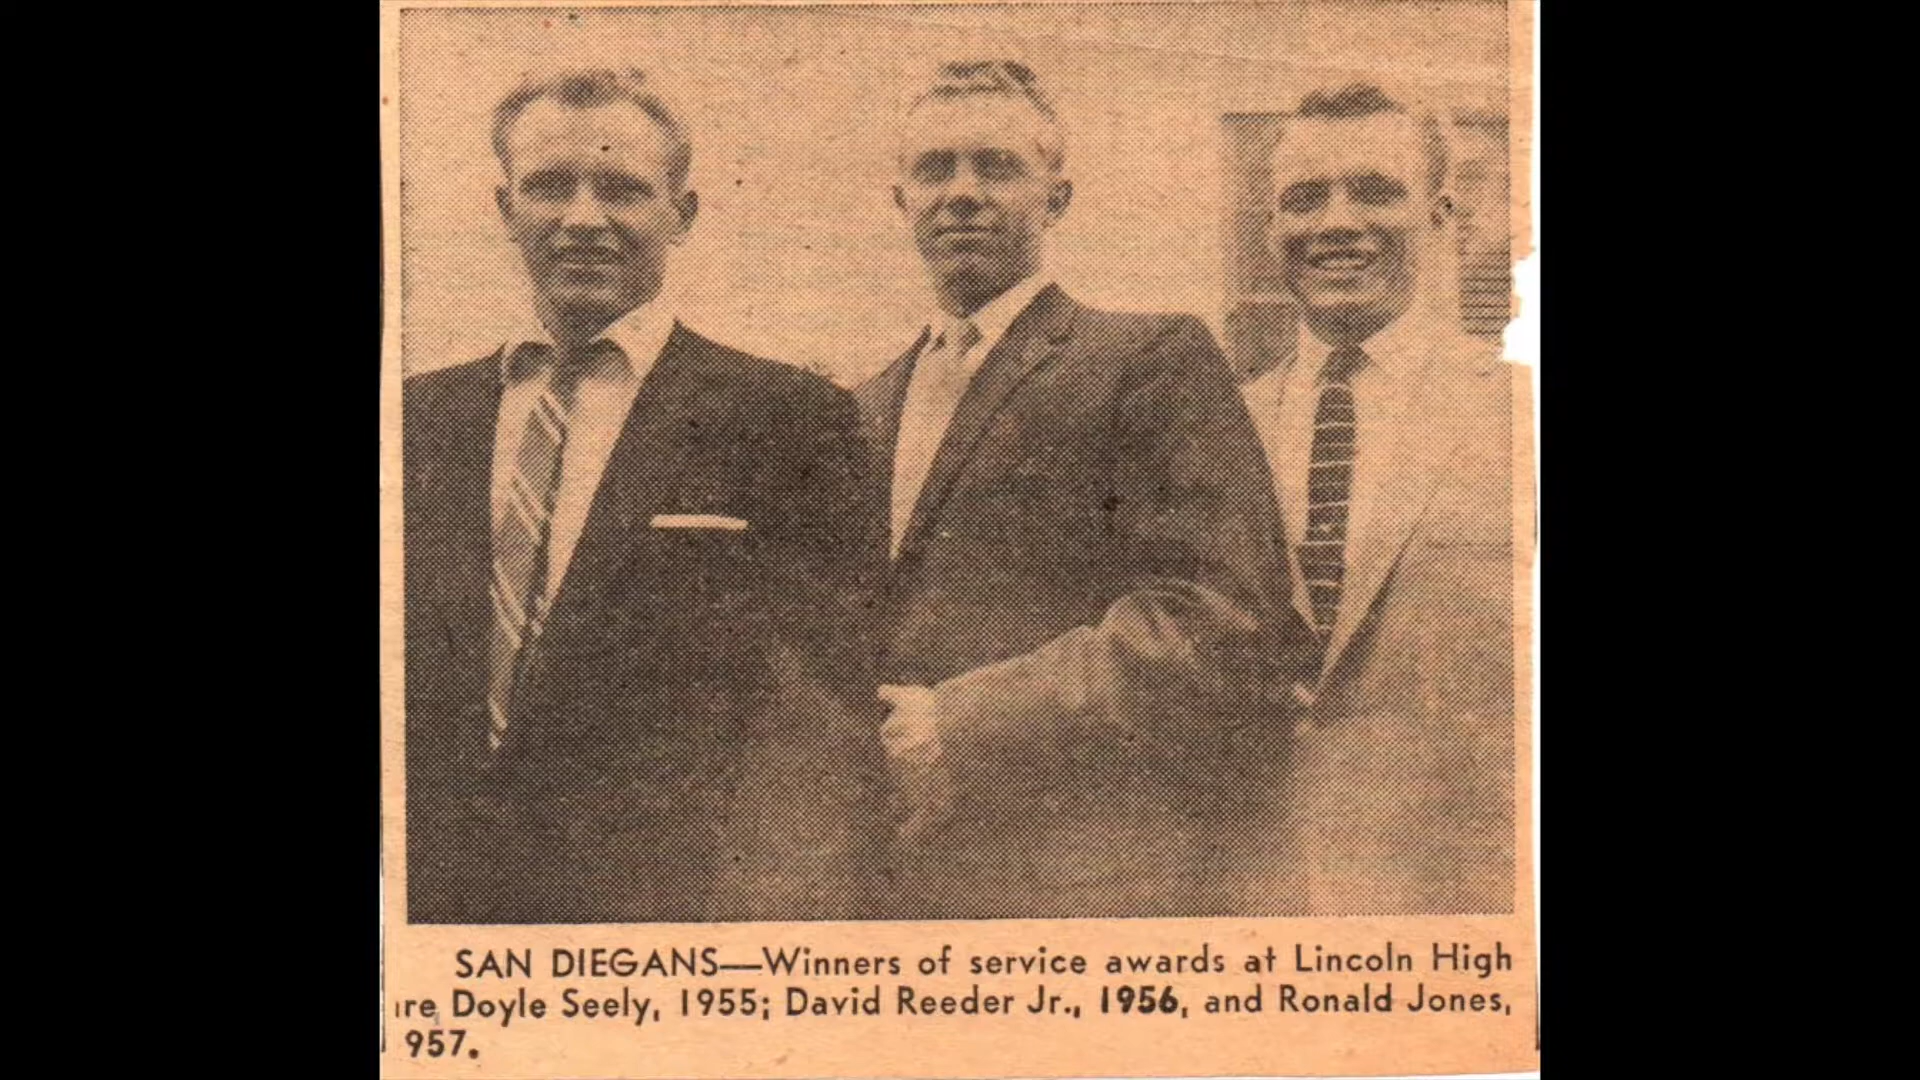 SAN DIEGANS—Winners of service awards at Lincoln High
re Doyle Seely, 1955; David Reeder Jr., 1956, and Ronald Jones,
957.